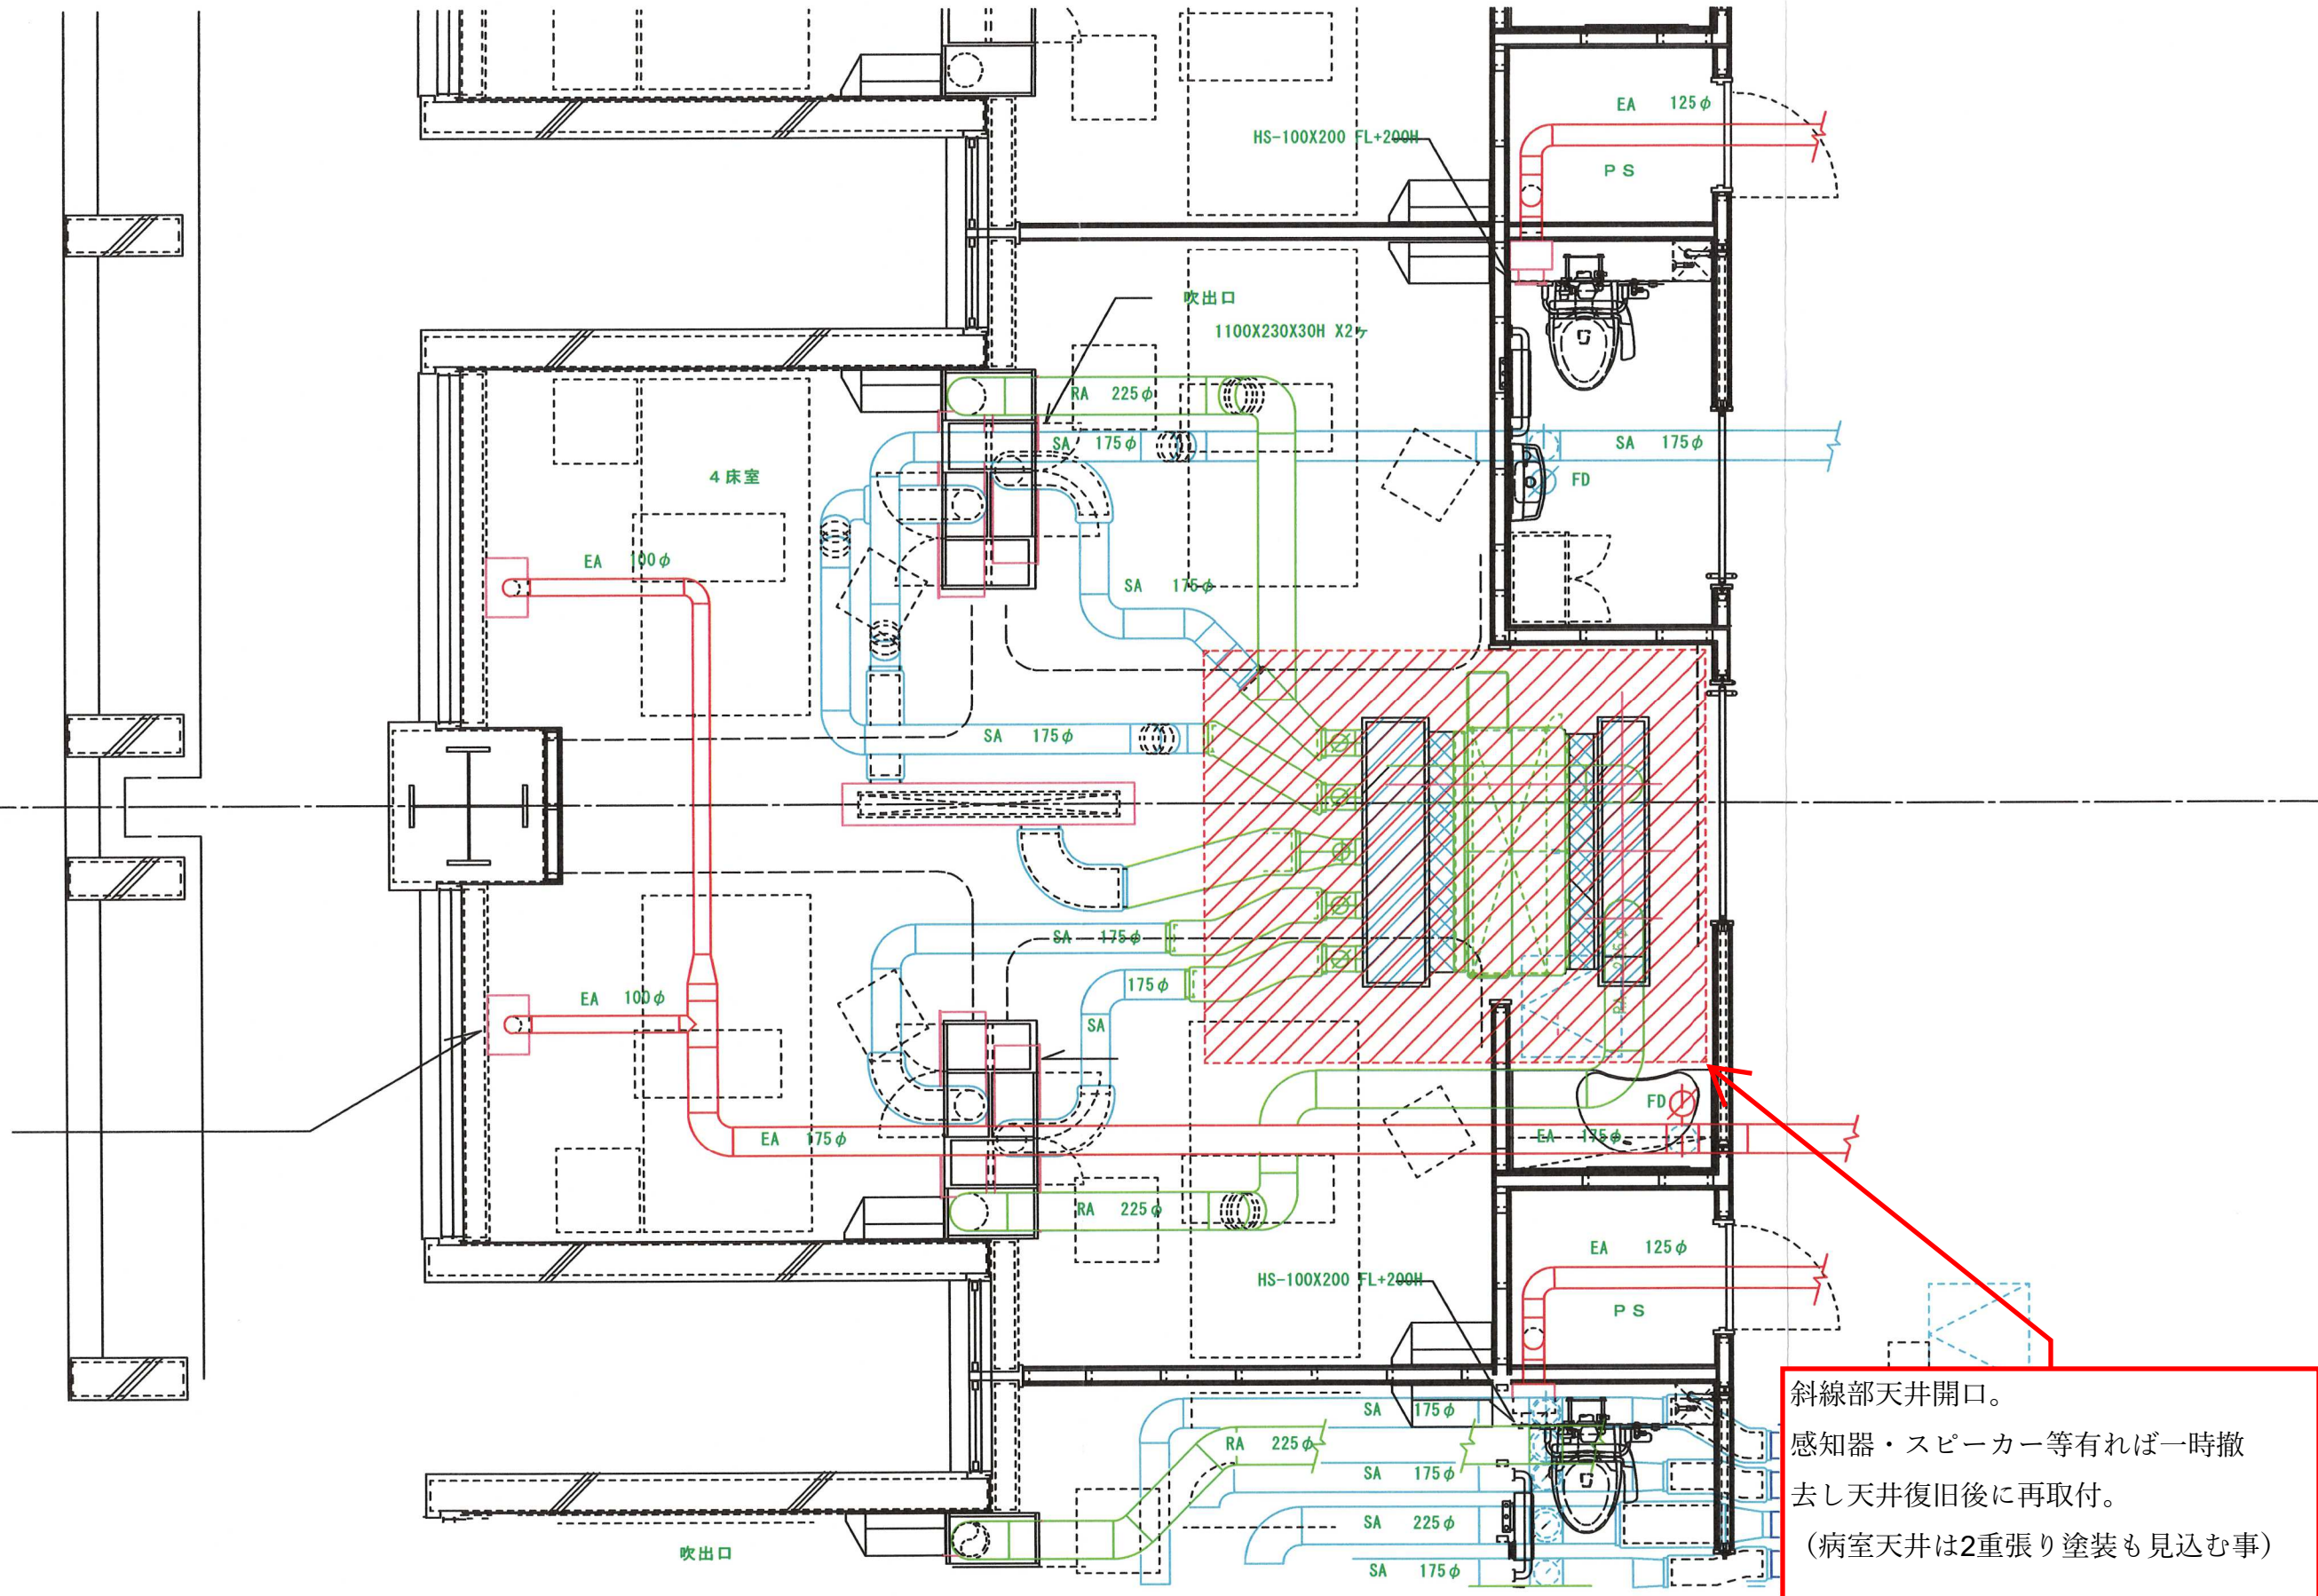 EA 125φ
HS-100X200 FL+200H
PS
吹出口
1100X230X30H X2ヶ
RA 225φ
SA 175φ
SA 175φ
4床室
FD
EA 100φ
SA 175φ
SA 175φ
SA 175φ
175φ
EA 100φ
SA
FD
EA 175φ
EA 175φ
RA 225φ
EA 125φ
HS-100X200 FL+200H
PS
斜線部天井開口。
感知器・スピーカー等有れば一時撤
去し天井復旧後に再取付。
（病室天井は2重張り塗装も見込む事）
SA 175φ
RA 225φ
SA 175φ
SA 225φ
吹出口
SA 175φ